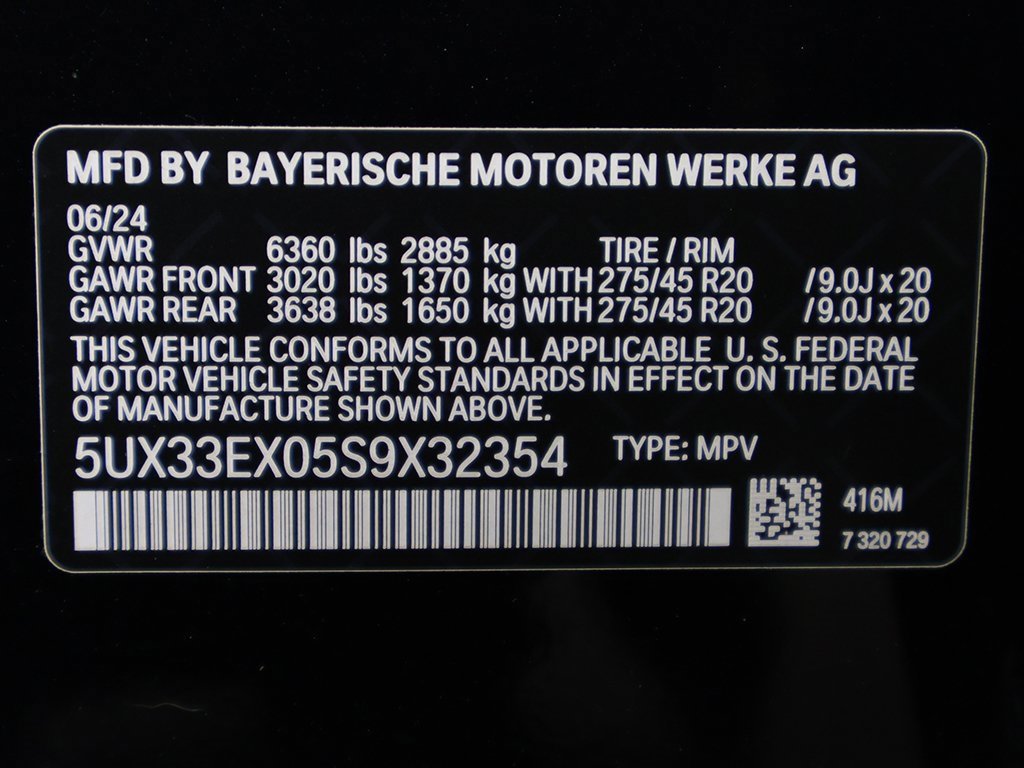 MFD BY BAYERISCHE MOTOREN WERKE AG
06/24
GVWR 6360 lbs 2885 kg TIRE / RIM
GAWR FRONT 3020 lbs 1370 kg WITH 275/45 R20 /9.0J x 20
GAWR REAR 3638 lbs 1650 kg WITH 275/45 R20 /9.0J x 20
THIS VEHICLE CONFORMS TO ALL APPLICABLE U. S. FEDERAL
MOTOR VEHICLE SAFETY STANDARDS IN EFFECT ON THE DATE
OF MANUFACTURE SHOWN ABOVE.
5UX33EX05S9X32354 TYPE: MPV
416M
7 320 729